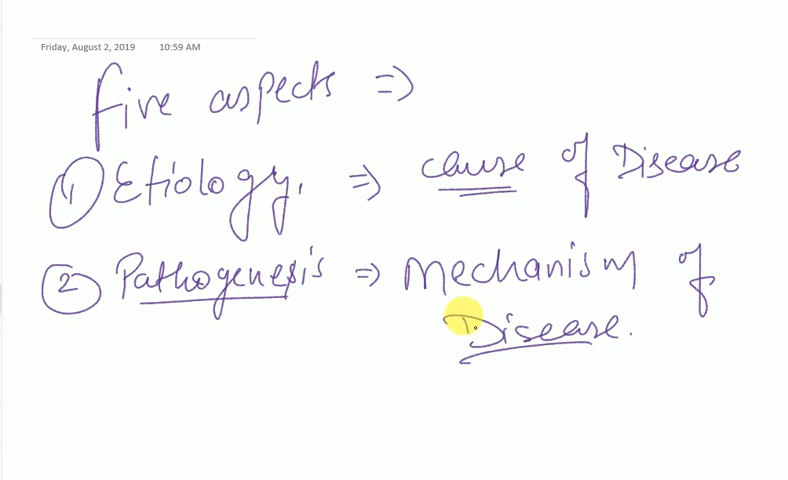 Friday, August 2, 2019 10:59 AM
five aspects ⇒
① Etiology, ⇒ cause of Disease
② Pathogenesis ⇒ Mechanism of
Disease.